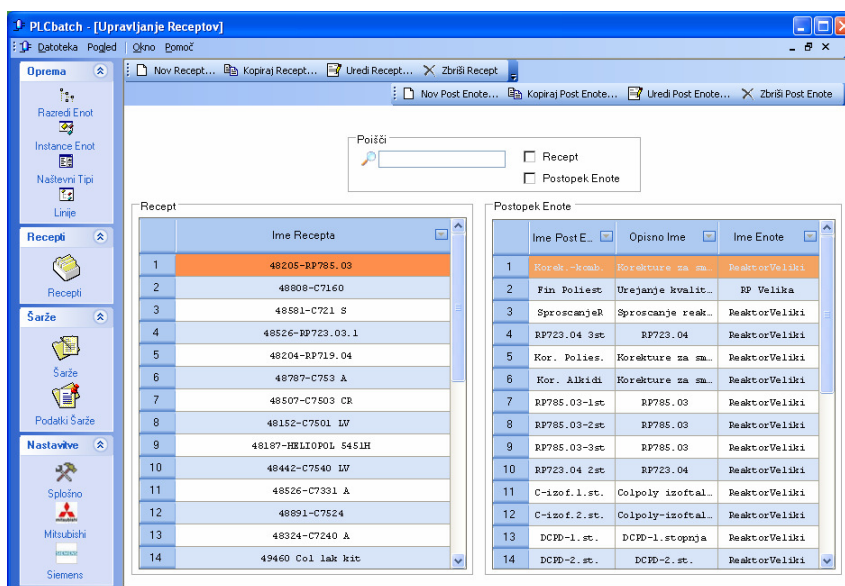 PLCbatch - [Upravljanje Receptov]
Datoteka Pogled Okno Pomoč
Oprema
Razredi Enot
Instance Enot
Naštevni Tipi
Linije
Recepti
Recepti
Šarže
Šarže
Podatki Šarže
Nastavitve
Splošno
Mitsubishi
Siemens
Nov Recept... Kopiraj Recept... Uredi Recept... Zbriši Recept
Nov Post Enote... Kopiraj Post Enote... Uredi Post Enote... Zbriši Post Enote
Poišči
Recept
Postopek Enote
Recept
Ime Recepta
1 48205-RP785.03
2 48808-C7160
3 48581-C721 S
4 48526-RP723.03.1
5 48204-RP719.04
6 48787-C753 A
7 48507-C7503 CR
8 48152-C7501 LV
9 48187-HELIOPOL 5451H
10 48442-C7540 LV
11 48526-C7331 A
12 48891-C7524
13 48324-C7240 A
14 49460 Col lak kit
Postopek Enote
Ime Post E... Opisno Ime Ime Enote
1 Korek.-komb. Korekture za sm... ReaktorVeliki
2 Fin Poliest Urejanje kvalit... RP Velika
3 SproscanjeR Sproscanje reak... ReaktorVeliki
4 RP723.04 3st RP723.04 ReaktorVeliki
5 Kor. Polies. Korekture za sm... ReaktorVeliki
6 Kor. Alkidi Korekture za sm... ReaktorVeliki
7 RP785.03-1st RP785.03 ReaktorVeliki
8 RP785.03-2st RP785.03 ReaktorVeliki
9 RP785.03-3st RP785.03 ReaktorVeliki
10 RP723.04 2st RP723.04 ReaktorVeliki
11 C-izof.1.st. Colpoly izoftal... ReaktorVeliki
12 C-izof.2.st. Colpoly-izoftal... ReaktorVeliki
13 DCPD-1.st. DCPD-1.stopnja ReaktorVeliki
14 DCPD-2.st. DCPD-2.st. ReaktorVeliki